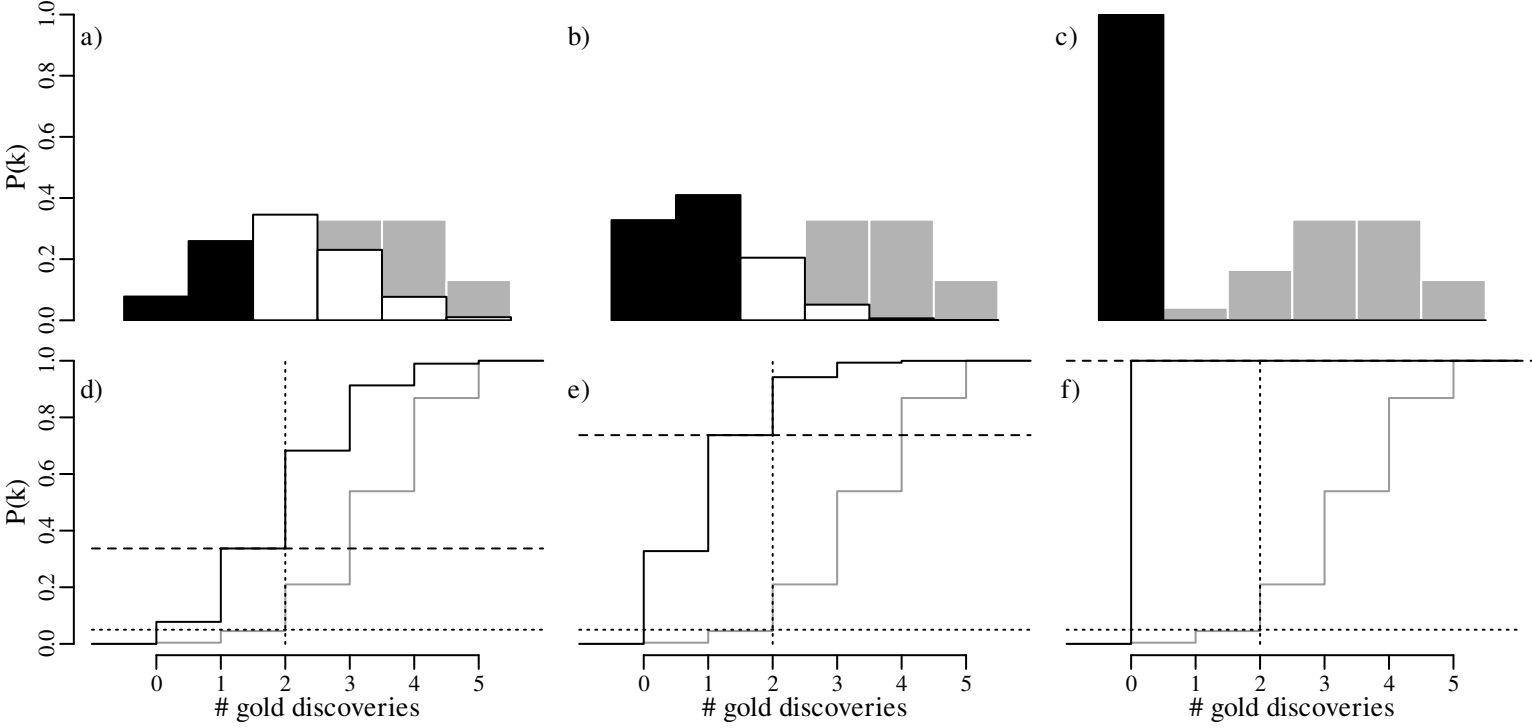 a) b) c)
P(k)
0.0 0.2 0.4 0.6 0.8 1.0
d) e) f)
P(k)
0.0 0.2 0.4 0.6 0.8 1.0
0 1 2 3 4 5 0 1 2 3 4 5 0 1 2 3 4 5
# gold discoveries # gold discoveries # gold discoveries